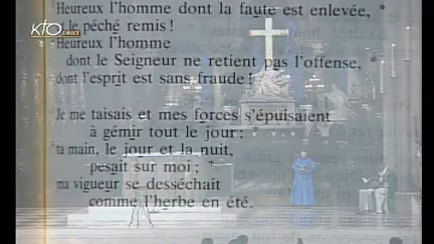 KTO
DIRECT
Heureux l'homme dont la faute est enlevée, *
le péché remis !
Heureux l'homme
dont le Seigneur ne retient pas l'offense,
dont l'esprit est sans fraude !
Je me taisais et mes forces s'épuisaient
à gémir tout le jour : *
ta main, le jour et la nuit,
pesait sur moi ; *
ma vigueur se desséchait
comme l'herbe en été.